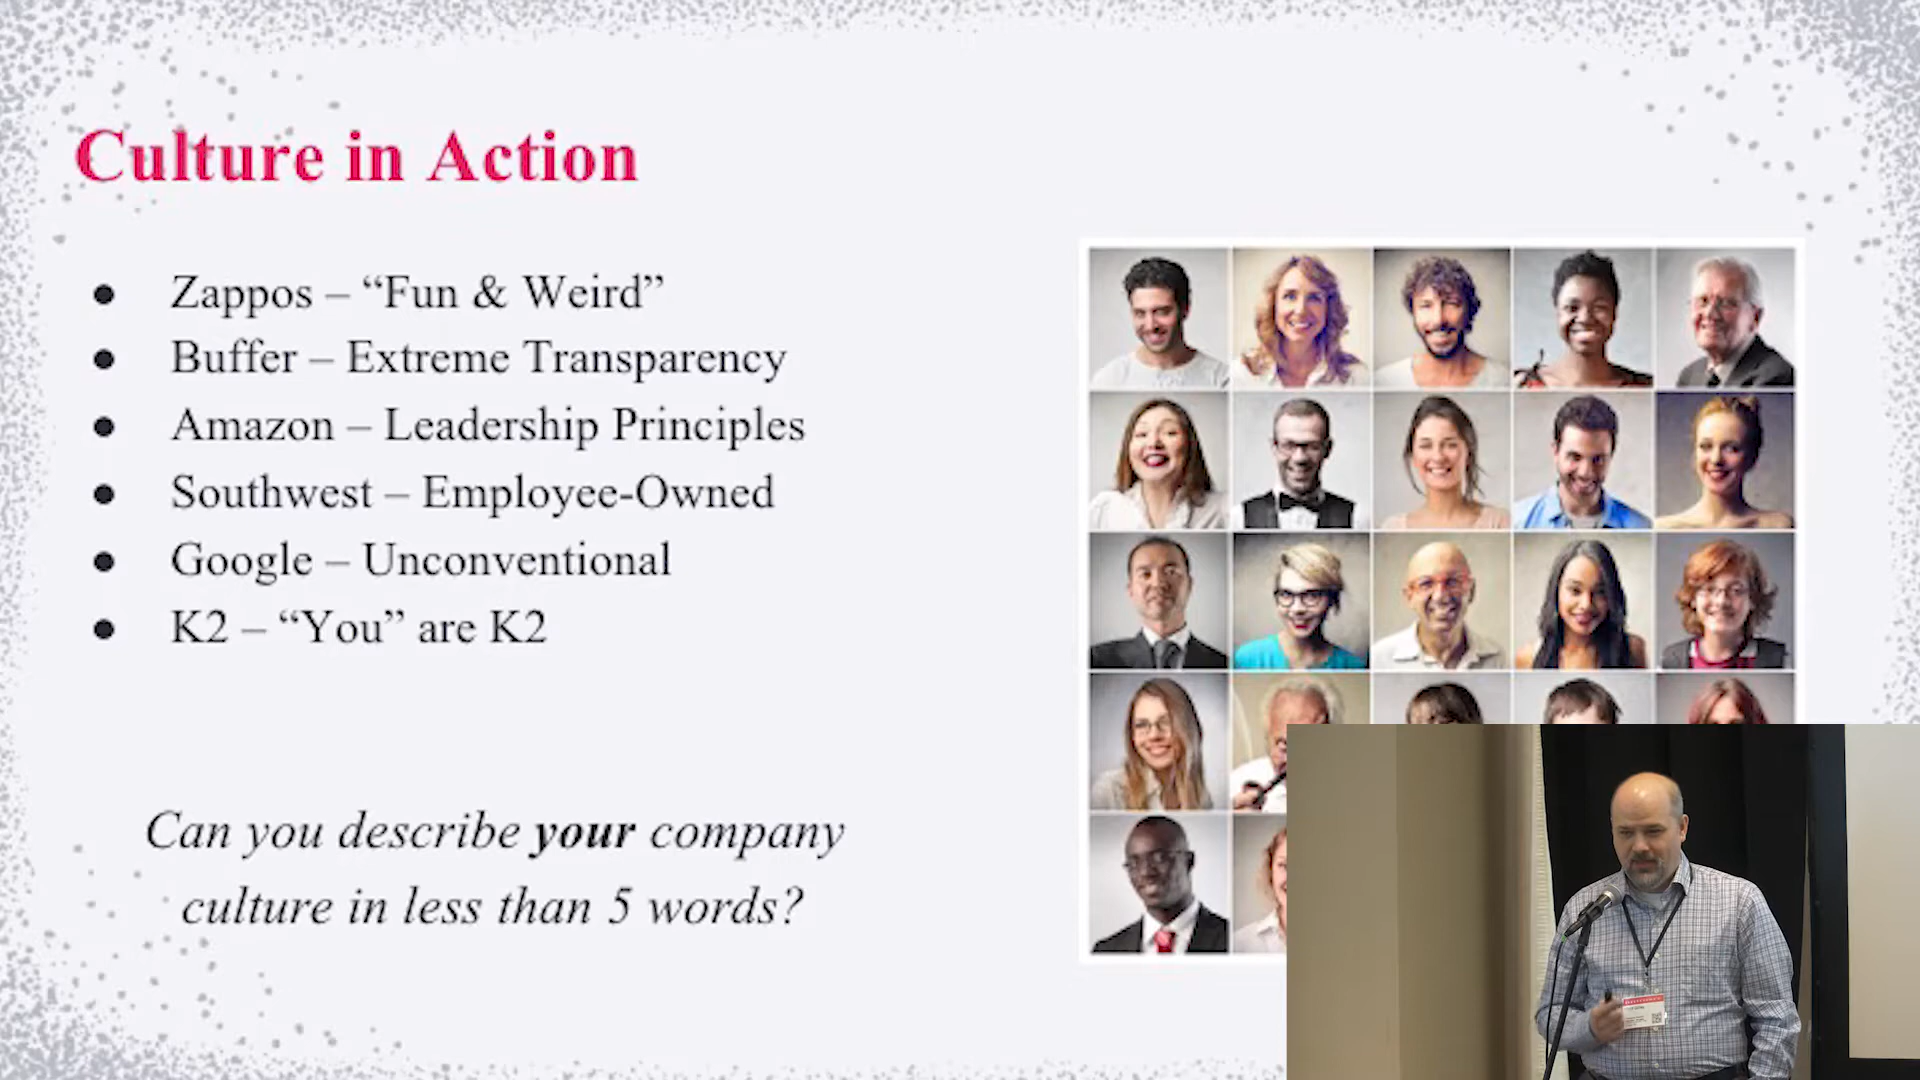 Culture in Action
● Zappos – “Fun & Weird”
● Buffer – Extreme Transparency
● Amazon – Leadership Principles
● Southwest – Employee-Owned
● Google – Unconventional
● K2 – “You” are K2
Can you describe your company
culture in less than 5 words?